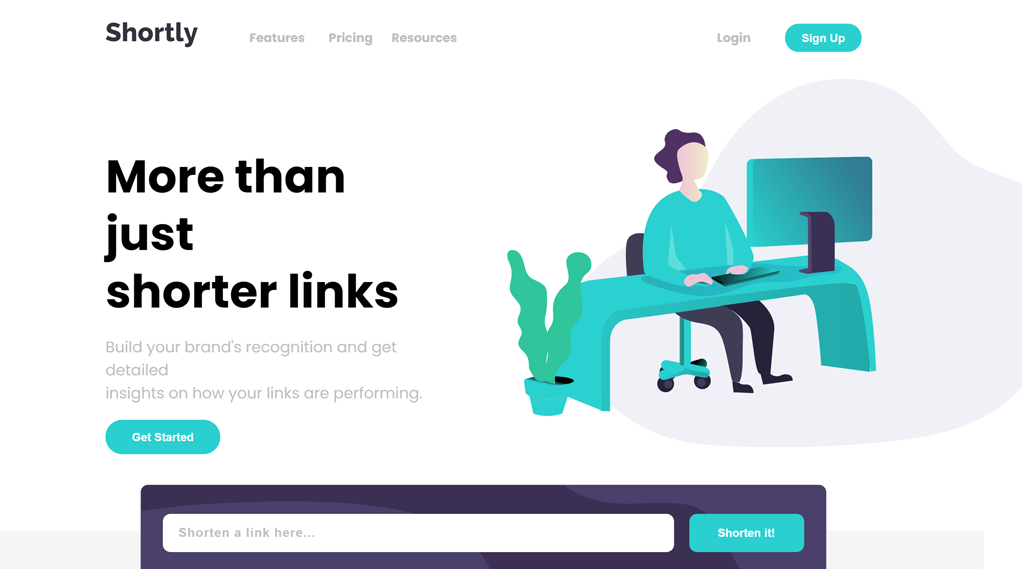 Shortly
Features Pricing Resources Login Sign Up
More than
just
shorter links
Build your brand's recognition and get
detailed
insights on how your links are performing.
Get Started
Shorten a link here...
Shorten it!